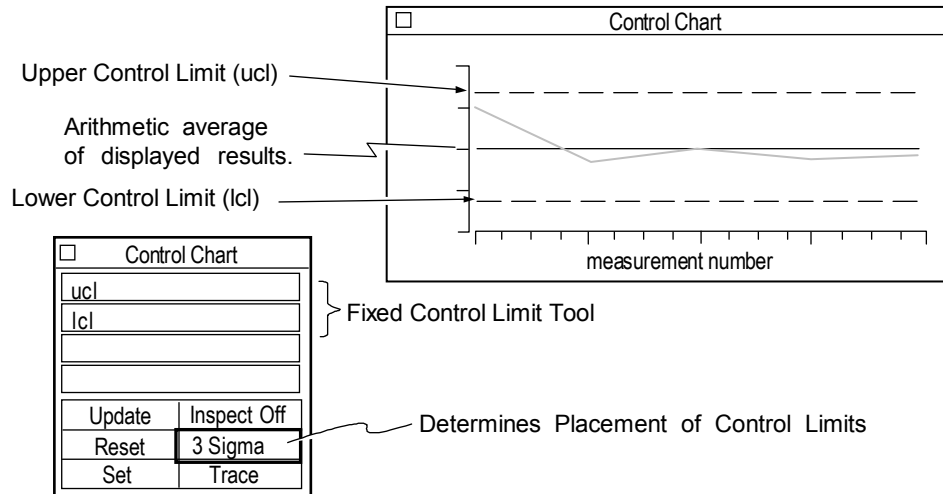 Control Chart
Upper Control Limit (ucl)
Arithmetic average
of displayed results.
Lower Control Limit (lcl)
measurement number
Control Chart
ucl
lcl
Fixed Control Limit Tool
Update
Inspect Off
Reset
3 Sigma
Set
Trace
Determines Placement of Control Limits